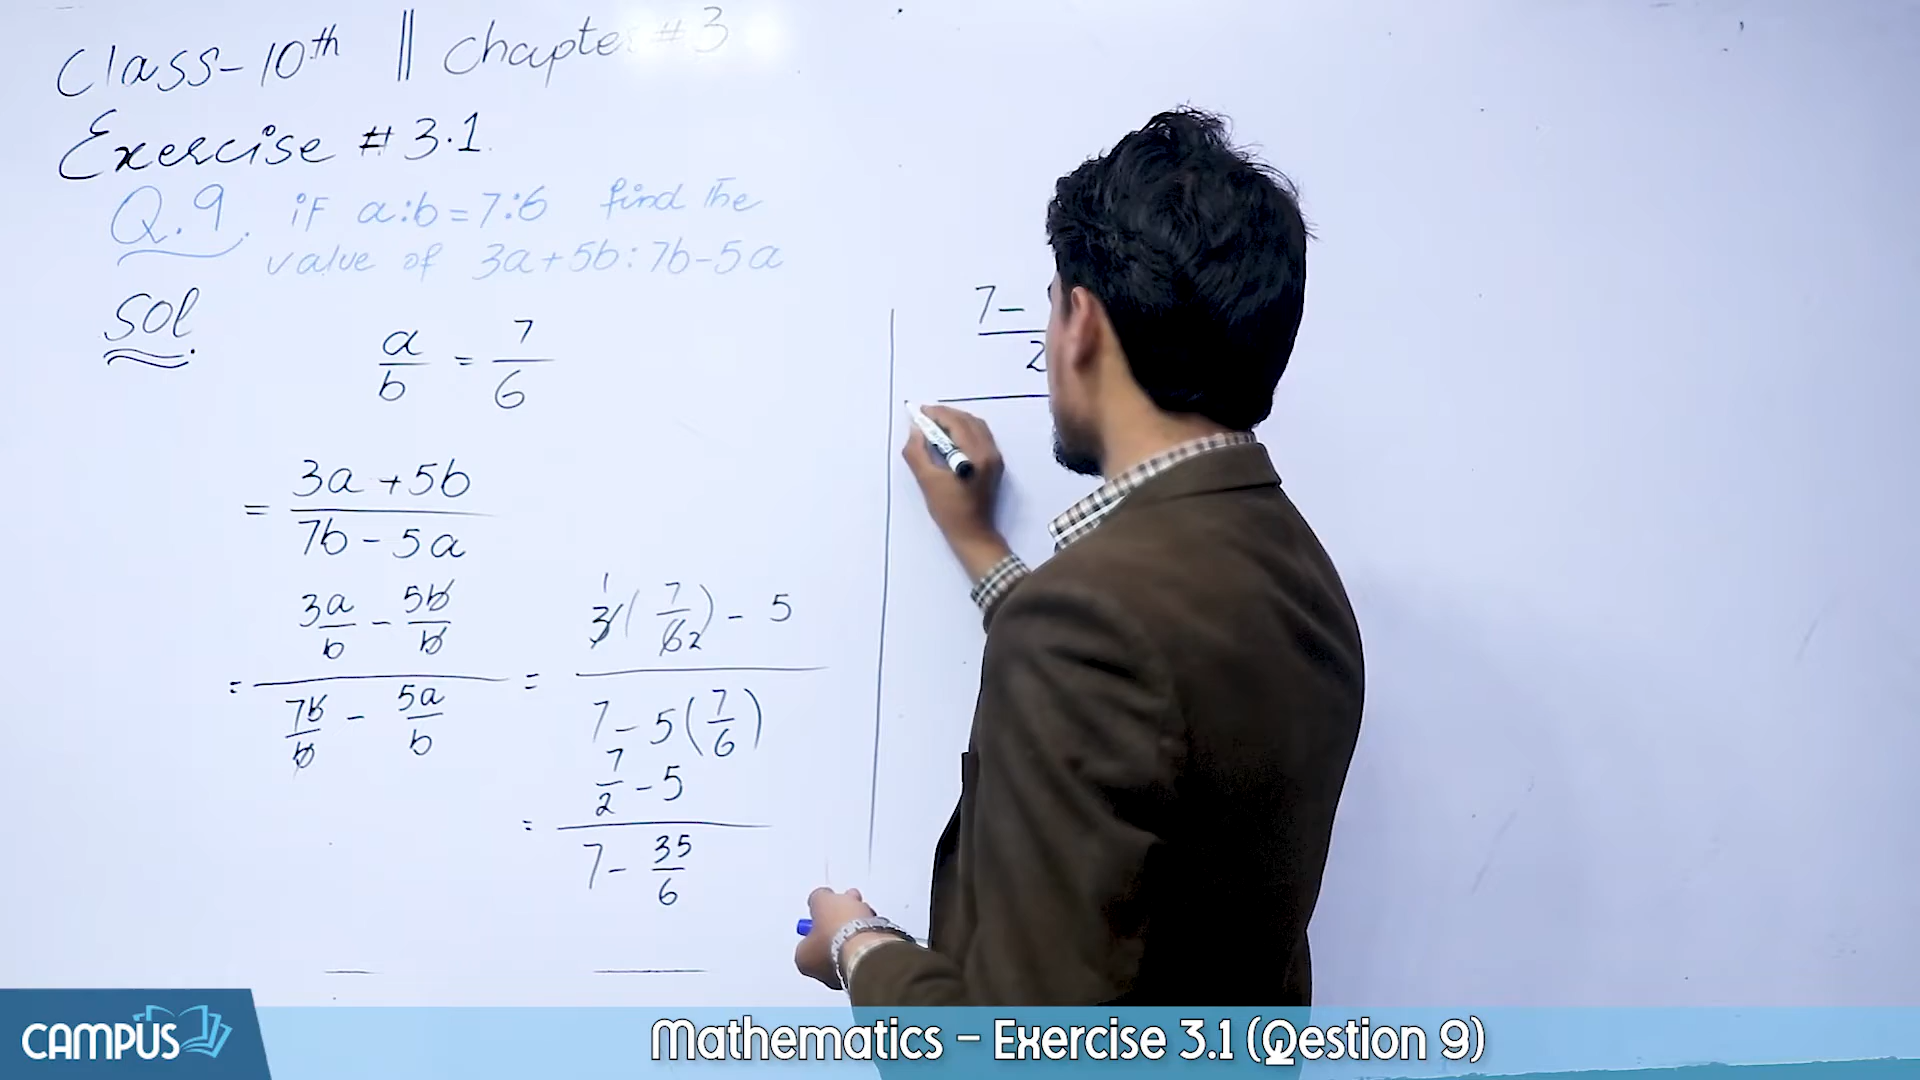 Class-10th || Chapter #3
Exercise #3.1
Q.9. if a:b=7:6 find the
value of 3a+5b:7b-5a
Sol.
a/b = 7/6
= 3a+5b
7b-5a
= 3a/b - 5b/b
7b/b - 5a/b
= 1 3(7/6 2) - 5
7-5(7/6)
= 7/2 - 5
7 - 35/6
7-
2
CAMPUS
Mathematics – Exercise 3.1 (Qestion 9)